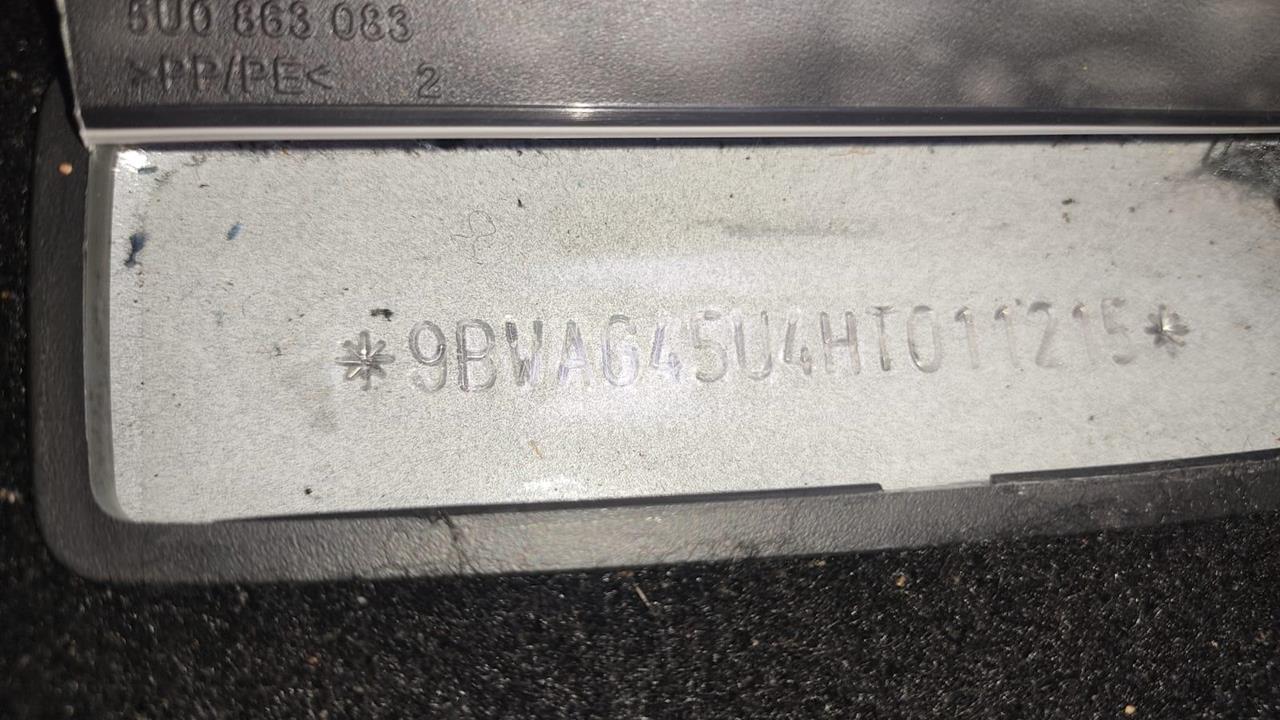 5U0 863 083
>PP/PE< 2
*9BWAG45U4HT011215*